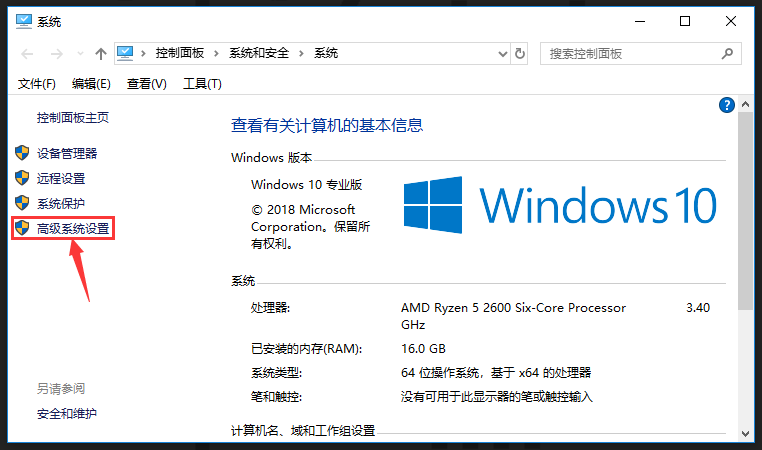 系统
控制面板 > 系统和安全 > 系统
搜索控制面板
文件(F) 编辑(E) 查看(V) 工具(T)
控制面板主页
设备管理器
远程设置
系统保护
高级系统设置
另请参阅
安全和维护
?
查看有关计算机的基本信息
Windows 版本
Windows 10 专业版
© 2018 Microsoft
Corporation。保留所
有权利。
Windows 10
系统
处理器: AMD Ryzen 5 2600 Six-Core Processor 3.40
GHz
已安装的内存(RAM): 16.0 GB
系统类型: 64 位操作系统, 基于 x64 的处理器
笔和触控: 没有可用于此显示器的笔或触控输入
计算机名、域和工作组设置